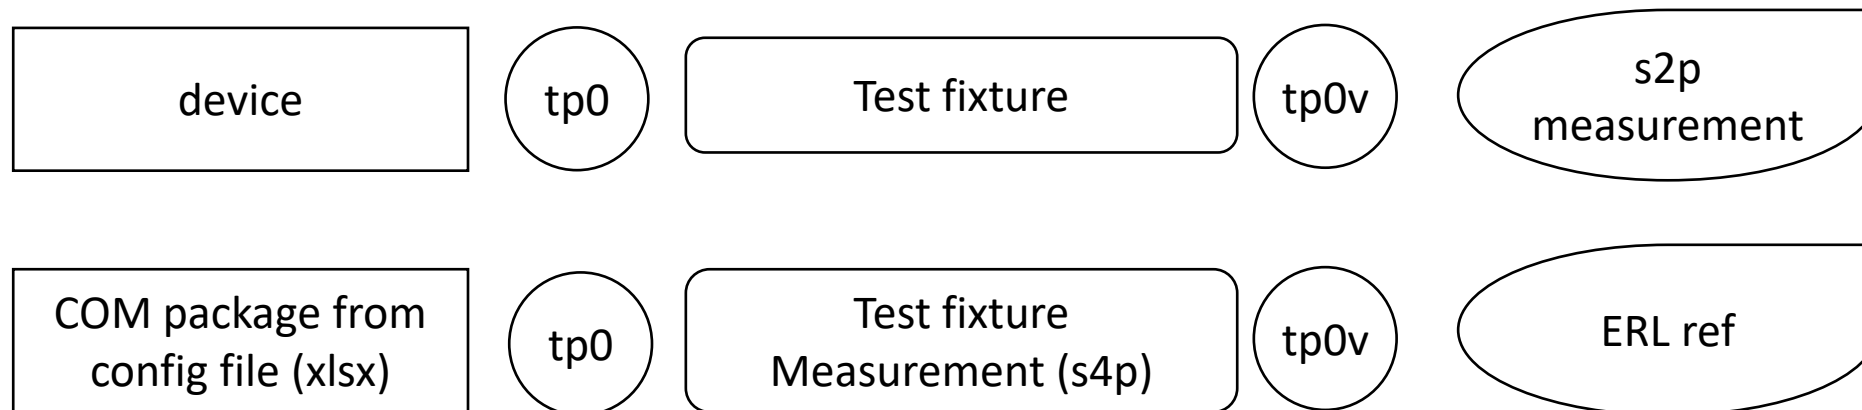 device
tp0
Test fixture
tp0v
s2p
measurement
COM package from
config file (xlsx)
tp0
Test fixture
Measurement (s4p)
tp0v
ERL ref